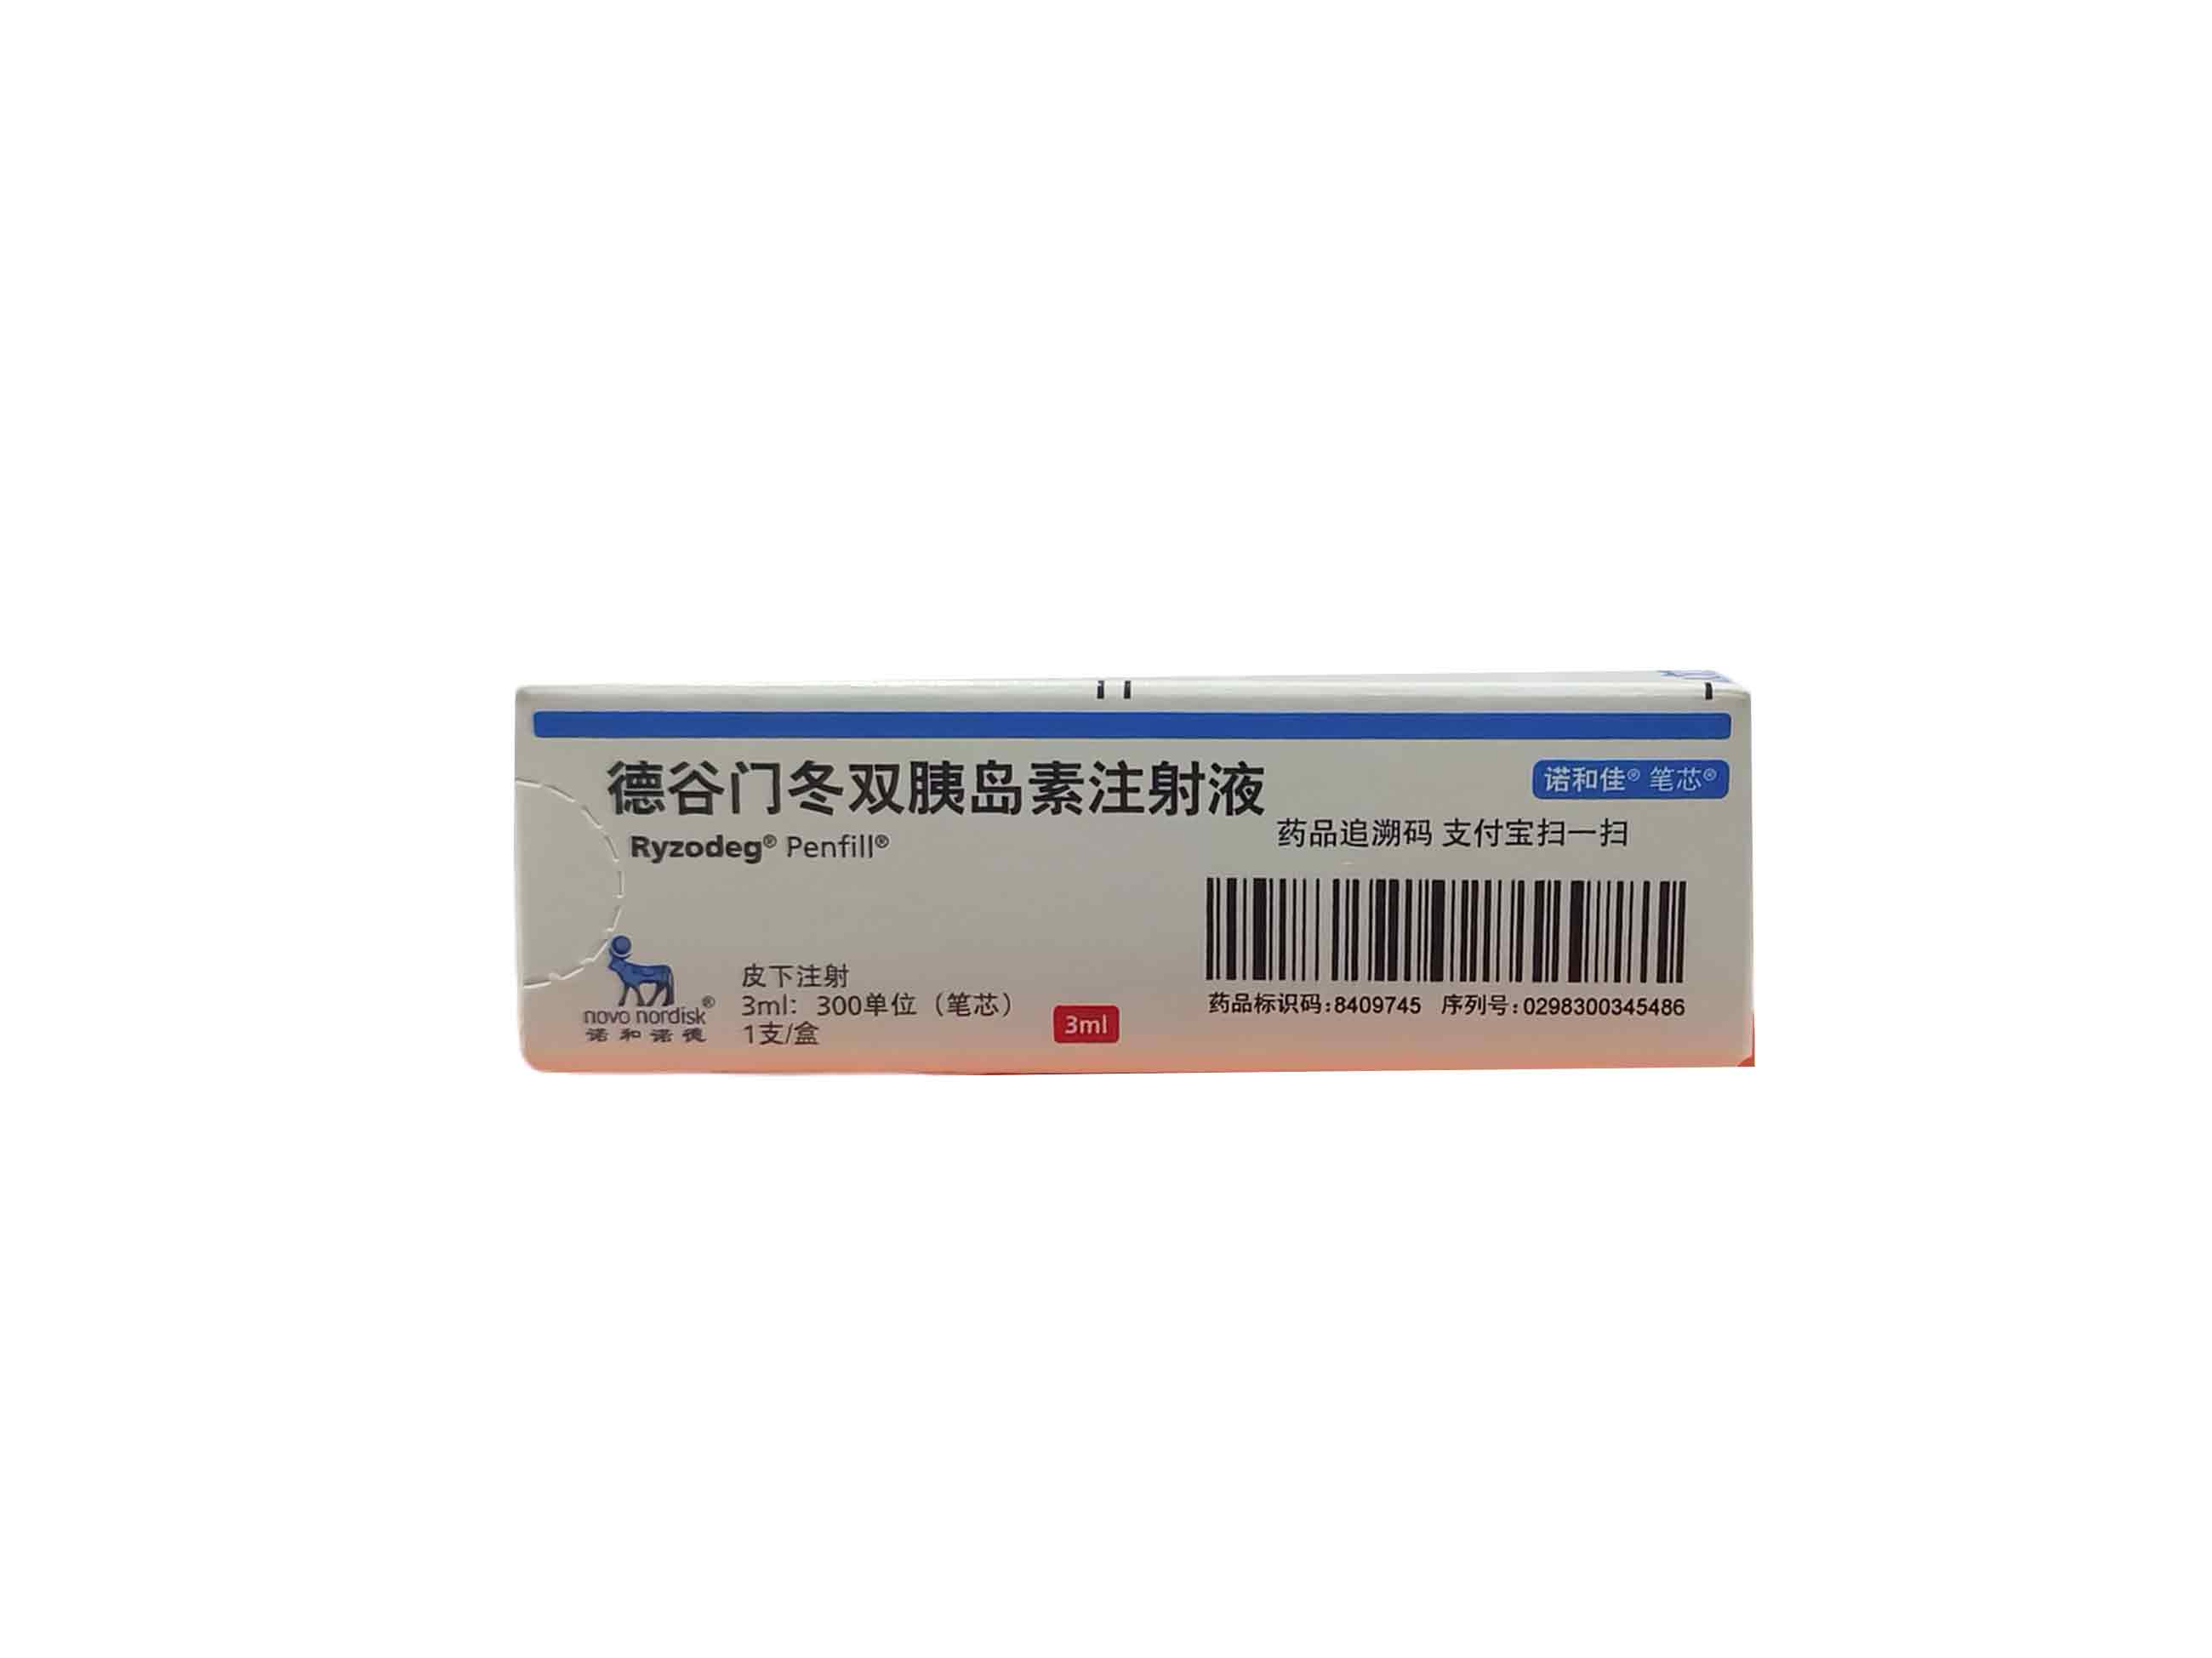 德谷门冬双胰岛素注射液
诺和佳® 笔芯®
Ryzodeg® Penfill®
药品追溯码 支付宝扫一扫
novo nordisk®
诺和诺德
皮下注射
3ml：300单位（笔芯）
1支/盒
3ml
药品标识码:8409745 序列号:0298300345486